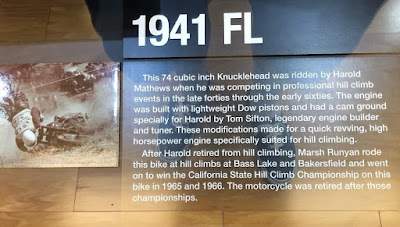 1941 FL
This 74 cubic inch Knucklehead was ridden by Harold
Mathews when he was competing in professional hill climb
events in the late forties through the early sixties. The engine
was built with lightweight Dow pistons and had a cam ground
specially for Harold by Tom Sifton, legendary engine builder
and tuner. These modifications made for a quick revving, high
horsepower engine specifically suited for hill climbing.
After Harold retired from hill climbing, Marsh Runyan rode
this bike at hill climbs at Bass Lake and Bakersfield and went
on to win the California State Hill Climb Championship on this
bike in 1965 and 1966. The motorcycle was retired after those
championships.